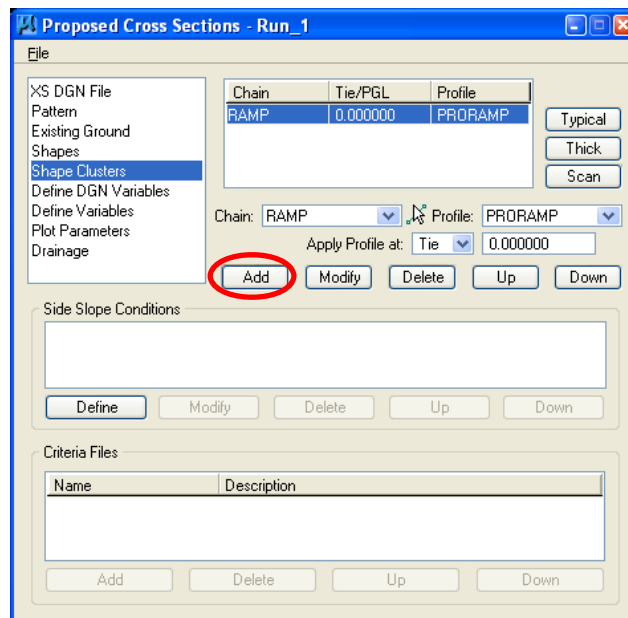 Proposed Cross Sections - Run_1
File
XS DGN File
Pattern
Existing Ground
Shapes
Shape Clusters
Define DGN Variables
Define Variables
Plot Parameters
Drainage
Chain Tie/PGL Profile
RAMP 0.000000 PRORAMP
Typical
Thick
Scan
Chain: RAMP Profile: PRORAMP
Apply Profile at: Tie 0.000000
Add Modify Delete Up Down
Side Slope Conditions
Define Modify Delete Up Down
Criteria Files
Name Description
Add Delete Up Down